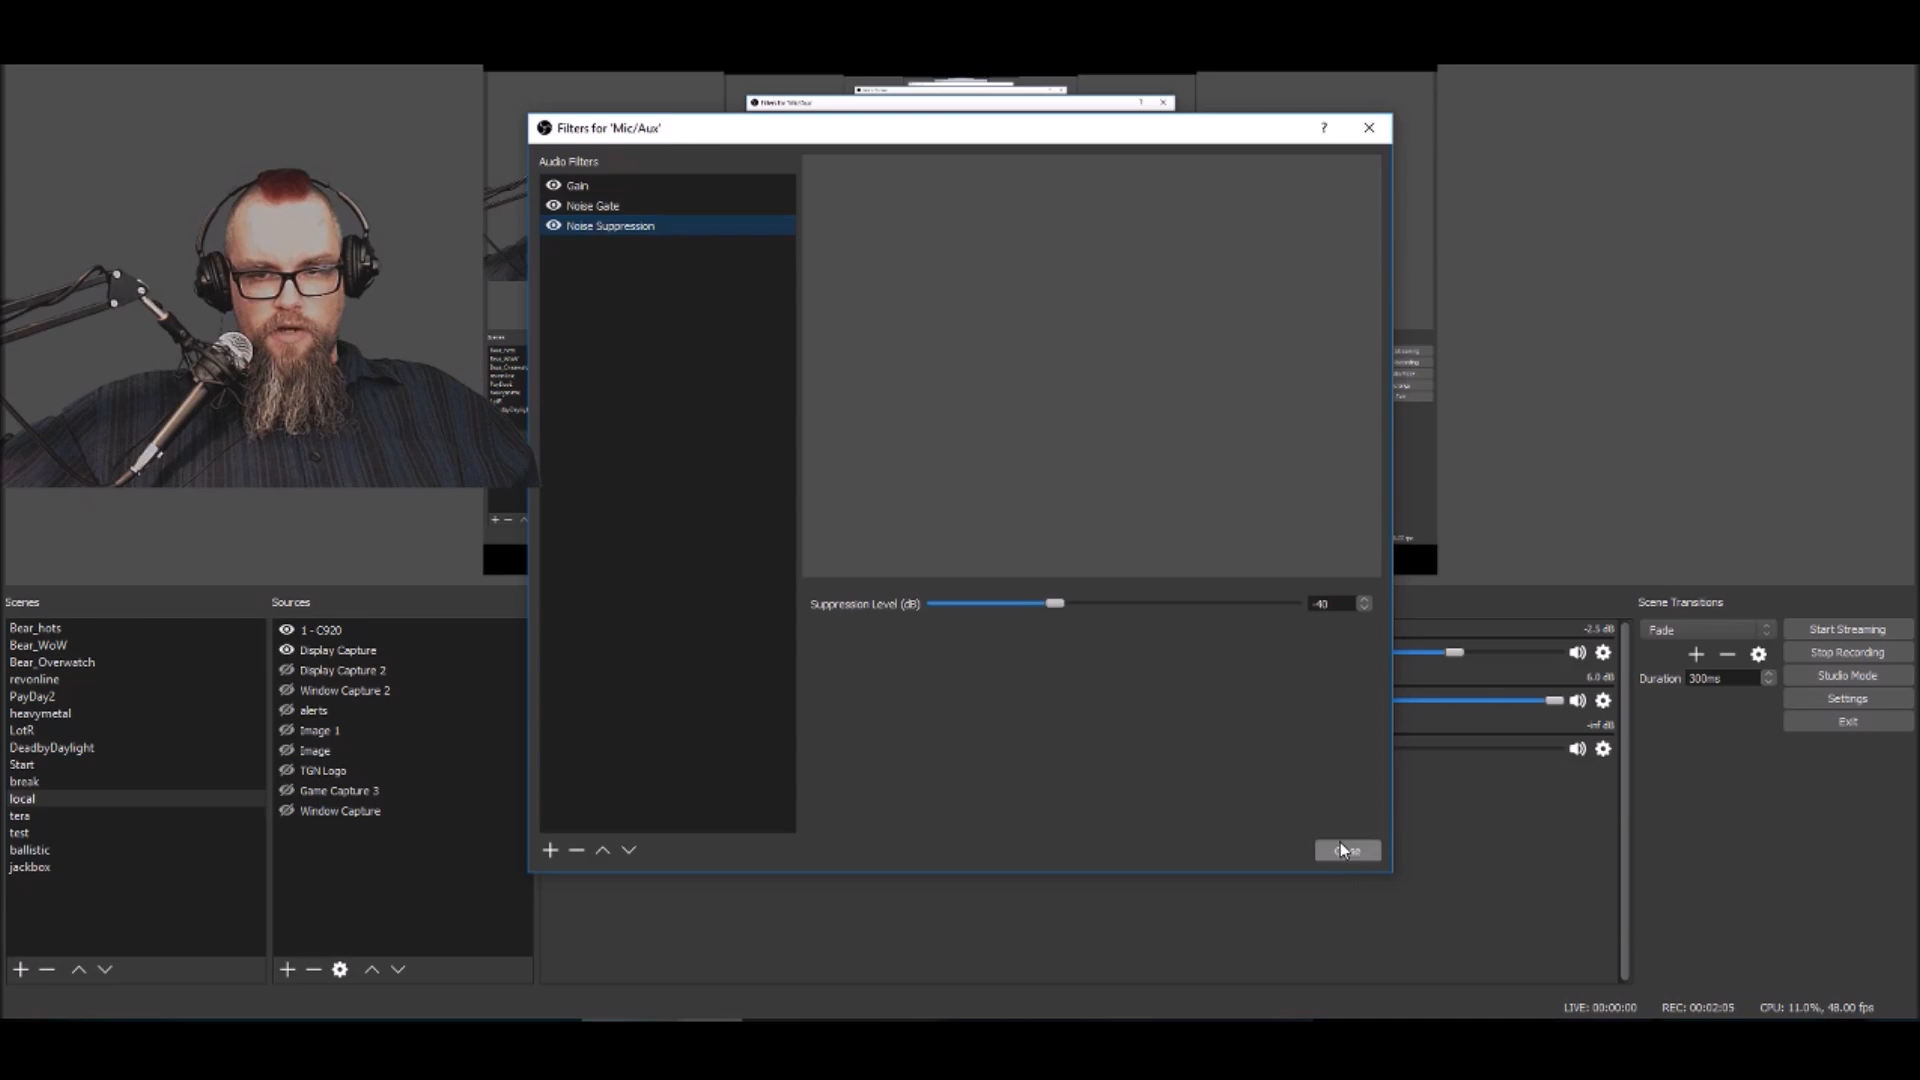 Filters for 'Mic/Aux'
Filters for 'Mic/Aux' ?
Audio Filters
Gain
Noise Gate
Noise Suppression
Suppression Level (dB) -40
Scenes
Bear_hots
Bear_WoW
Bear_Overwatch
revonline
PayDay2
heavymetal
LotR
DeadbyDaylight
Start
break
local
tera
test
ballistic
jackbox
Sources
1 - C920
Display Capture
Display Capture 2
Window Capture 2
alerts
Image 1
Image
TGN Logo
Game Capture 3
Window Capture
-2.5 dB
6.0 dB
-inf dB
Scene Transitions
Fade
Duration 300ms
Start Streaming
Stop Recording
Studio Mode
Settings
Exit
LIVE: 00:00:00 REC: 00:02:05 CPU: 11.0%, 48.00 fps